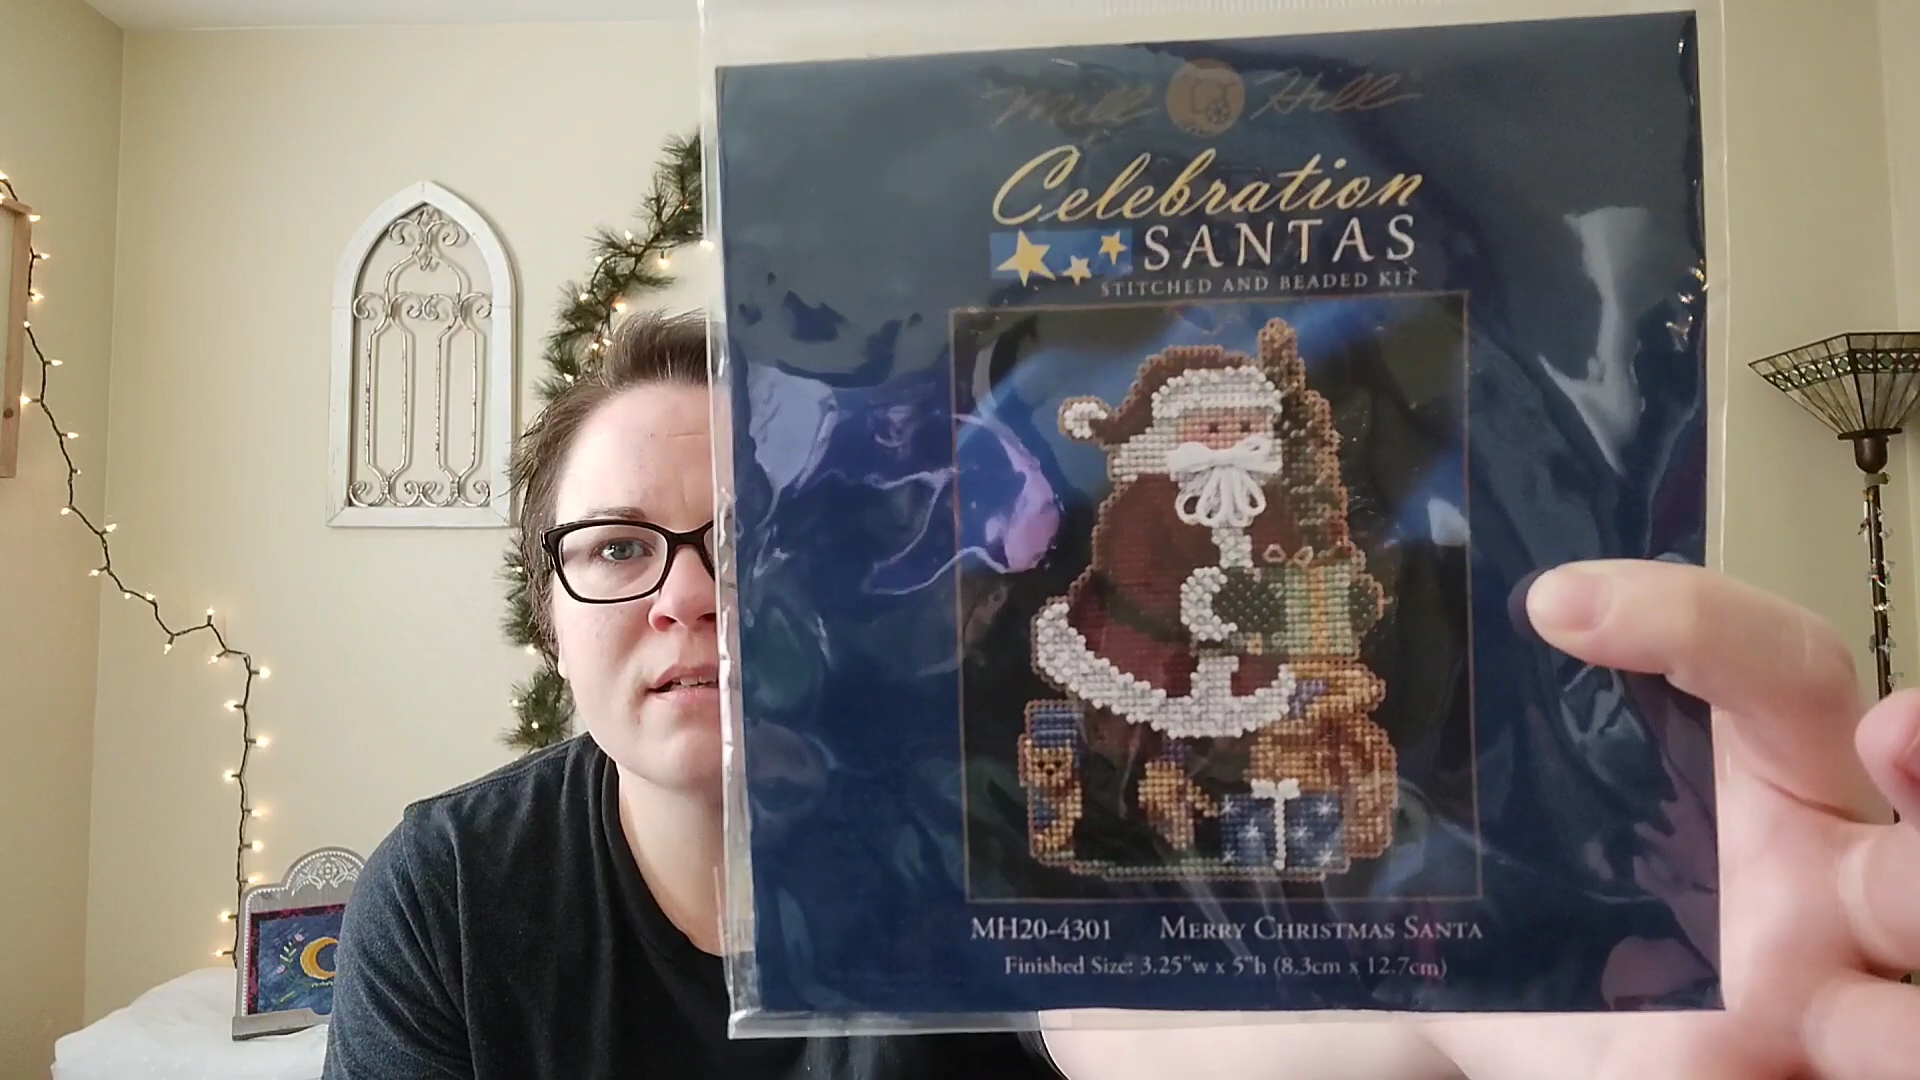 Mill Hill
Celebration
SANTAS
STITCHED AND BEADED KIT
MH20-4301 MERRY CHRISTMAS SANTA
Finished Size: 3.25"w x 5"h (8.3cm x 12.7cm)